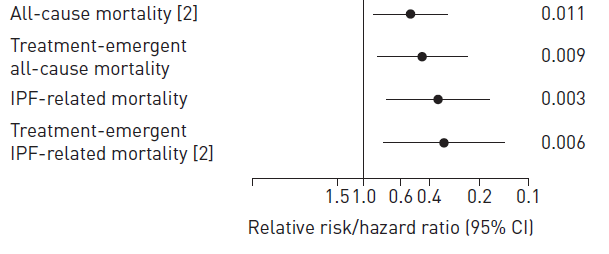 All-cause mortality [2] 0.011
Treatment-emergent
all-cause mortality 0.009
IPF-related mortality 0.003
Treatment-emergent
IPF-related mortality [2] 0.006
1.5 1.0 0.6 0.4 0.2 0.1
Relative risk/hazard ratio (95% CI)